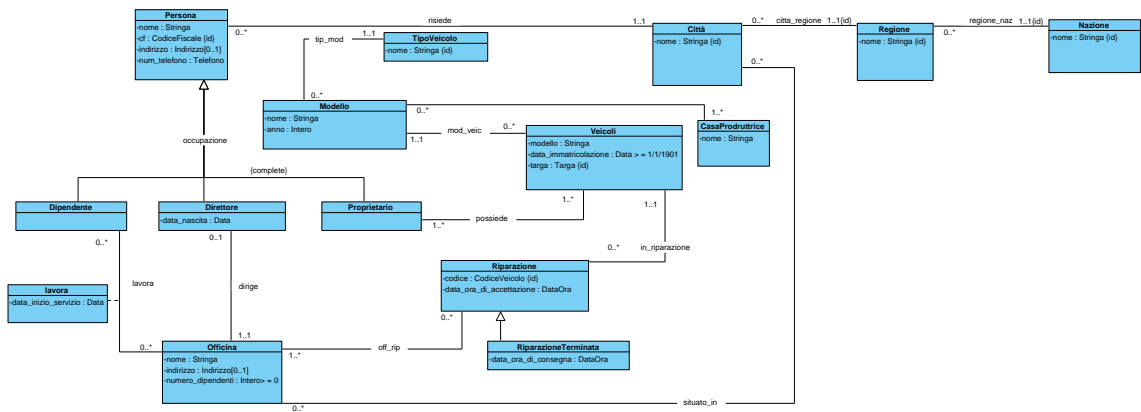 Persona
-nome : Stringa
-cf : CodiceFiscale {id}
-indirizzo : Indirizzo[0..1]
-num_telefono : Telefono
0..*
risiede
1..1
Città
-nome : Stringa {id}
0..*
citta_regione
1..1{id}
Regione
-nome : Stringa {id}
0..*
regione_naz
1..1{id}
Nazione
-nome : Stringa {id}
0..*
tip_mod
1..1
TipoVeicolo
-nome : Stringa {id}
0..*
Modello
-nome : Stringa
-anno : Intero
0..*
1..*
CasaProdruttrice
-nome : Stringa
1..1
mod_veic
0..*
Veicoli
-modello : Stringa
-data_immatricolazione : Data > = 1/1/1901
-targa : Targa {id}
occupazione
{complete}
Dipendente
Direttore
-data_nascita : Data
Proprietario
1..*
possiede
1..*
1..1
in_riparazione
0..*
0..*
0..1
Riparazione
-codice : CodiceVeicolo {id}
-data_ora_di_accettazione : DataOra
lavora
-data_inizio_servizio : Data
lavora
dirige
0..*
1..1
0..*
Officina
-nome : Stringa
-indirizzo : Indirizzo[0..1]
-numero_dipendenti : Intero> = 0
1..*
off_rip
RiparazioneTerminata
-data_ora_di_consegna : DataOra
0..*
situato_in